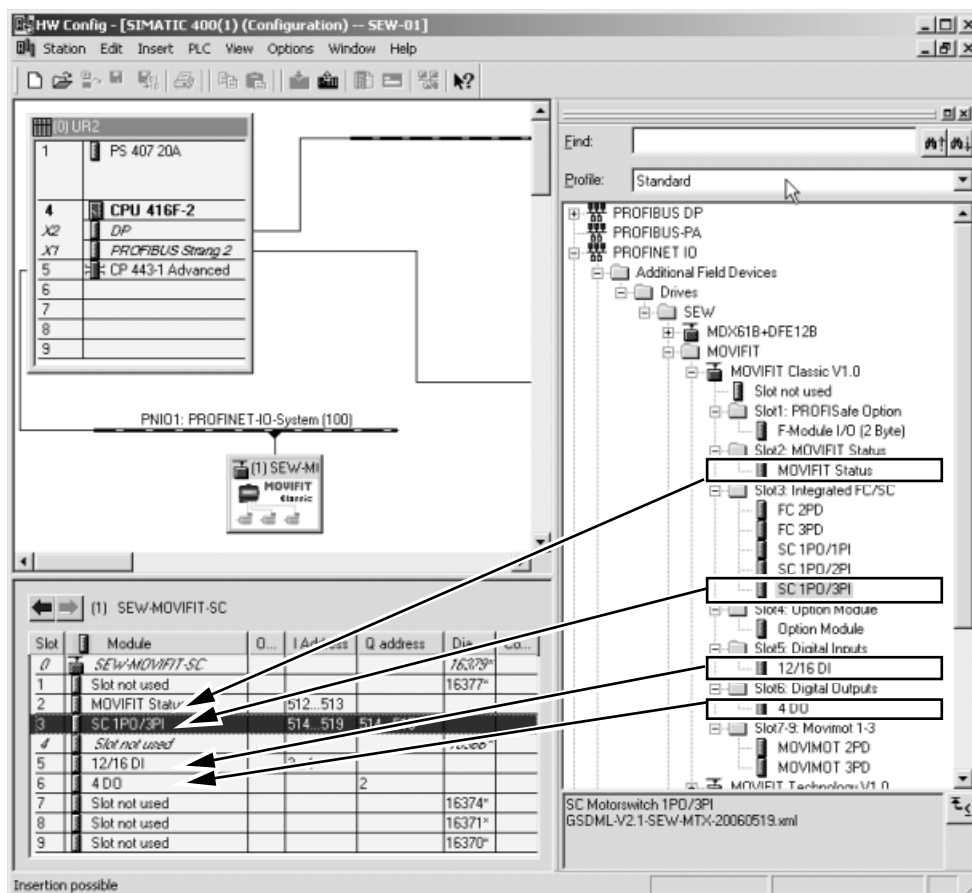 HW Config - [SIMATIC 400(1) (Configuration) -- SEW-01]
Station Edit Insert PLC View Options Window Help
(0) UR2
1 PS 407 20A
4 CPU 416F-2
X2 DP
X1 PROFIBUS Strang 2
5 CP 443-1 Advanced
6
7
8
9
PNIO1: PROFINET-IO-System (100)
(1) SEW-MI
MOVIFIT
Classic
Find:
Profile: Standard
PROFIBUS DP
PROFIBUS-PA
PROFINET IO
Additional Field Devices
Drives
SEW
MDX61B+DFE12B
MOVIFIT
MOVIFIT Classic V1.0
Slot not used
Slot1: PROFISafe Option
F-Module I/O (2 Byte)
Slot2: MOVIFIT Status
MOVIFIT Status
Slot3: Integrated FC/SC
FC 2PD
FC 3PD
SC 1PO/1PI
SC 1PO/2PI
SC 1PO/3PI
Slot4: Option Module
Option Module
Slot5: Digital Inputs
12/16 DI
Slot6: Digital Outputs
4 DO
Slot7-9: Movimot 1-3
MOVIMOT 2PD
MOVIMOT 3PD
MOVIFIT Technology V1.0
SC Motorswitch 1PO/3PI
GSDML-V2.1-SEW-MTX-20060519.xml
(1) SEW-MOVIFIT-SC
Slot Module O... I Address Q address Dia... Co...
0 SEW-MOVIFIT-SC 16379*
1 Slot not used 16377*
2 MOVIFIT Status 512...513
3 SC 1PO/3PI 514...519
4 Slot not used
5 12/16 DI
6 4 DO 2
7 Slot not used 16374*
8 Slot not used 16371*
9 Slot not used 16370*
Insertion possible